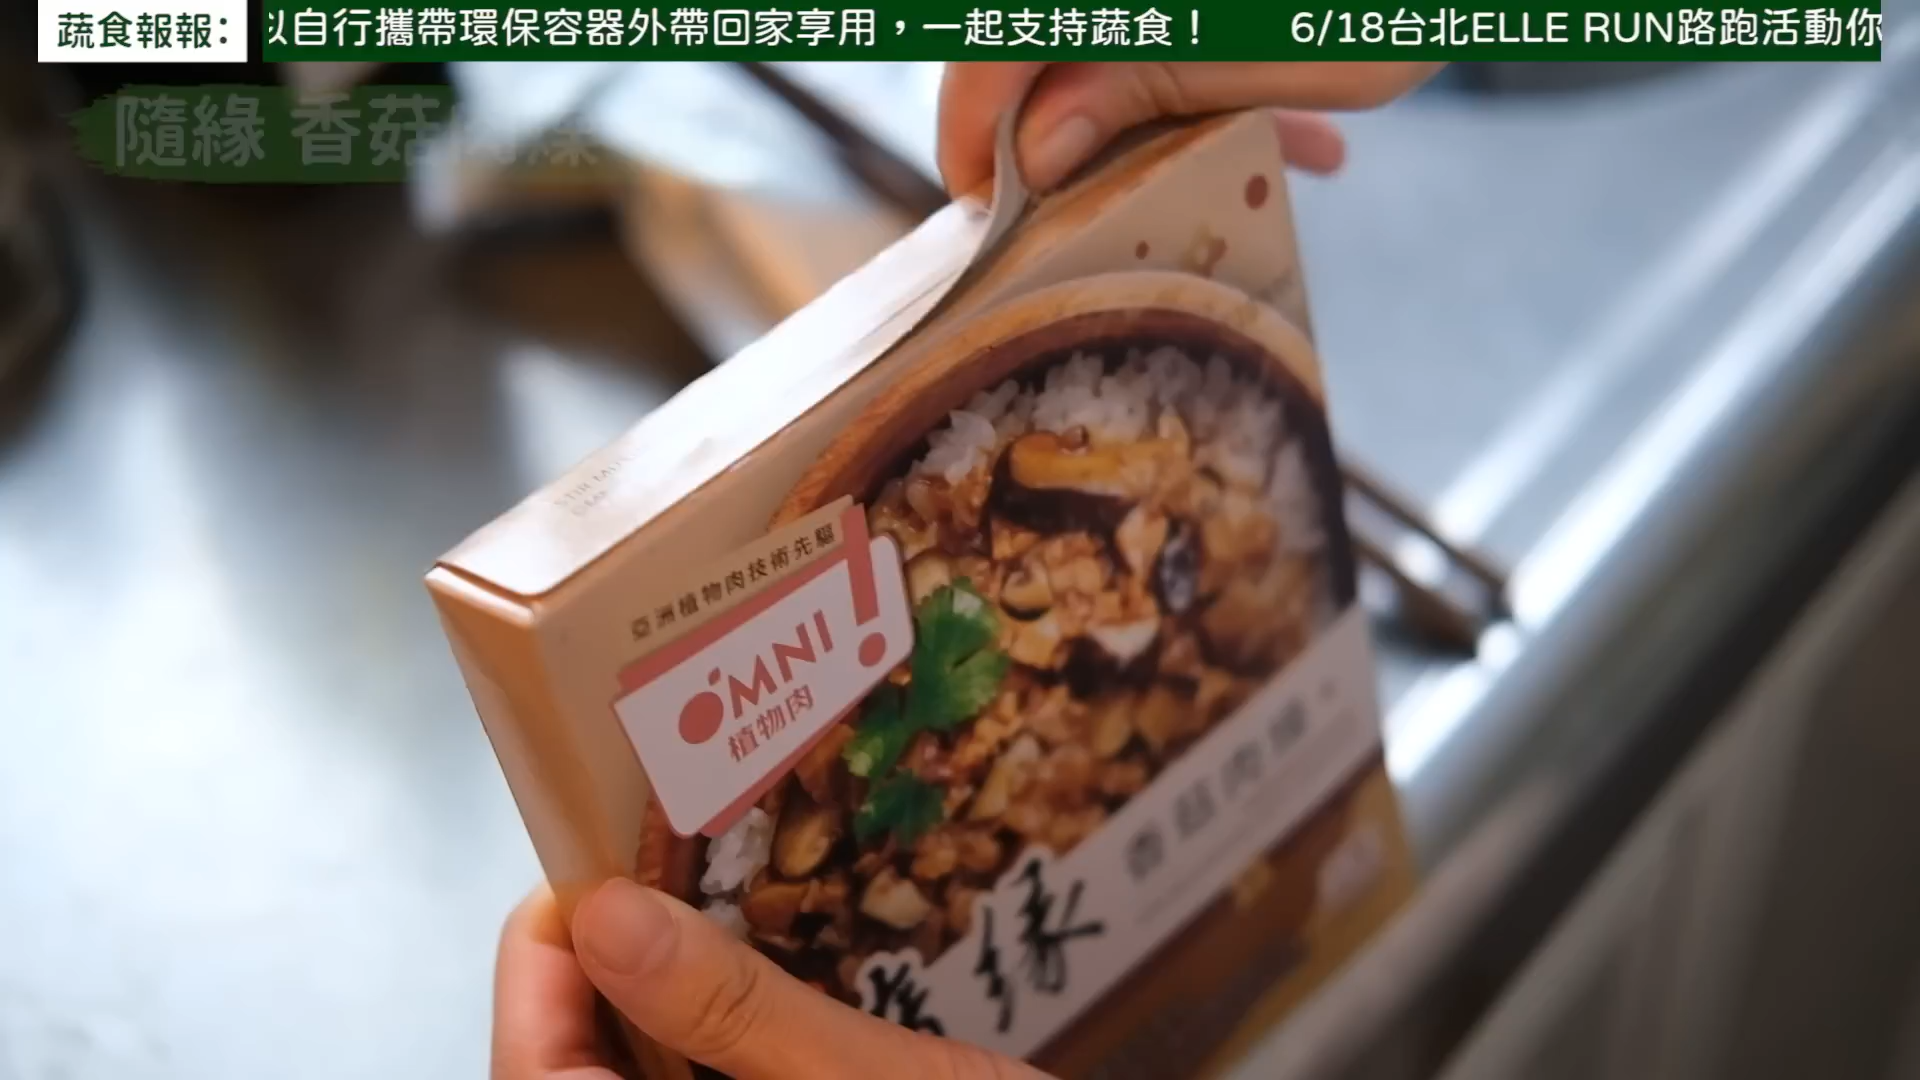 蔬食報報：
以自行攜帶環保容器外帶回家享用，一起支持蔬食！ 6/18台北ELLE RUN路跑活動你
隨緣 香菇肉燥
亞洲植物肉技術先驅
OMNI!
植物肉
香菇肉燥
隨緣